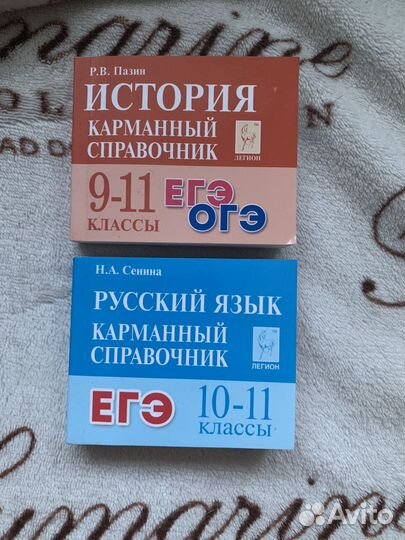 Р.В. Пазин
ИСТОРИЯ
КАРМАННЫЙ
СПРАВОЧНИК
ЛЕГИОН
9-11
КЛАССЫ
ЕГЭ
ОГЭ
Н.А. Сенина
РУССКИЙ ЯЗЫК
КАРМАННЫЙ
СПРАВОЧНИК
ЛЕГИОН
ЕГЭ
10-11
КЛАССЫ
Avito